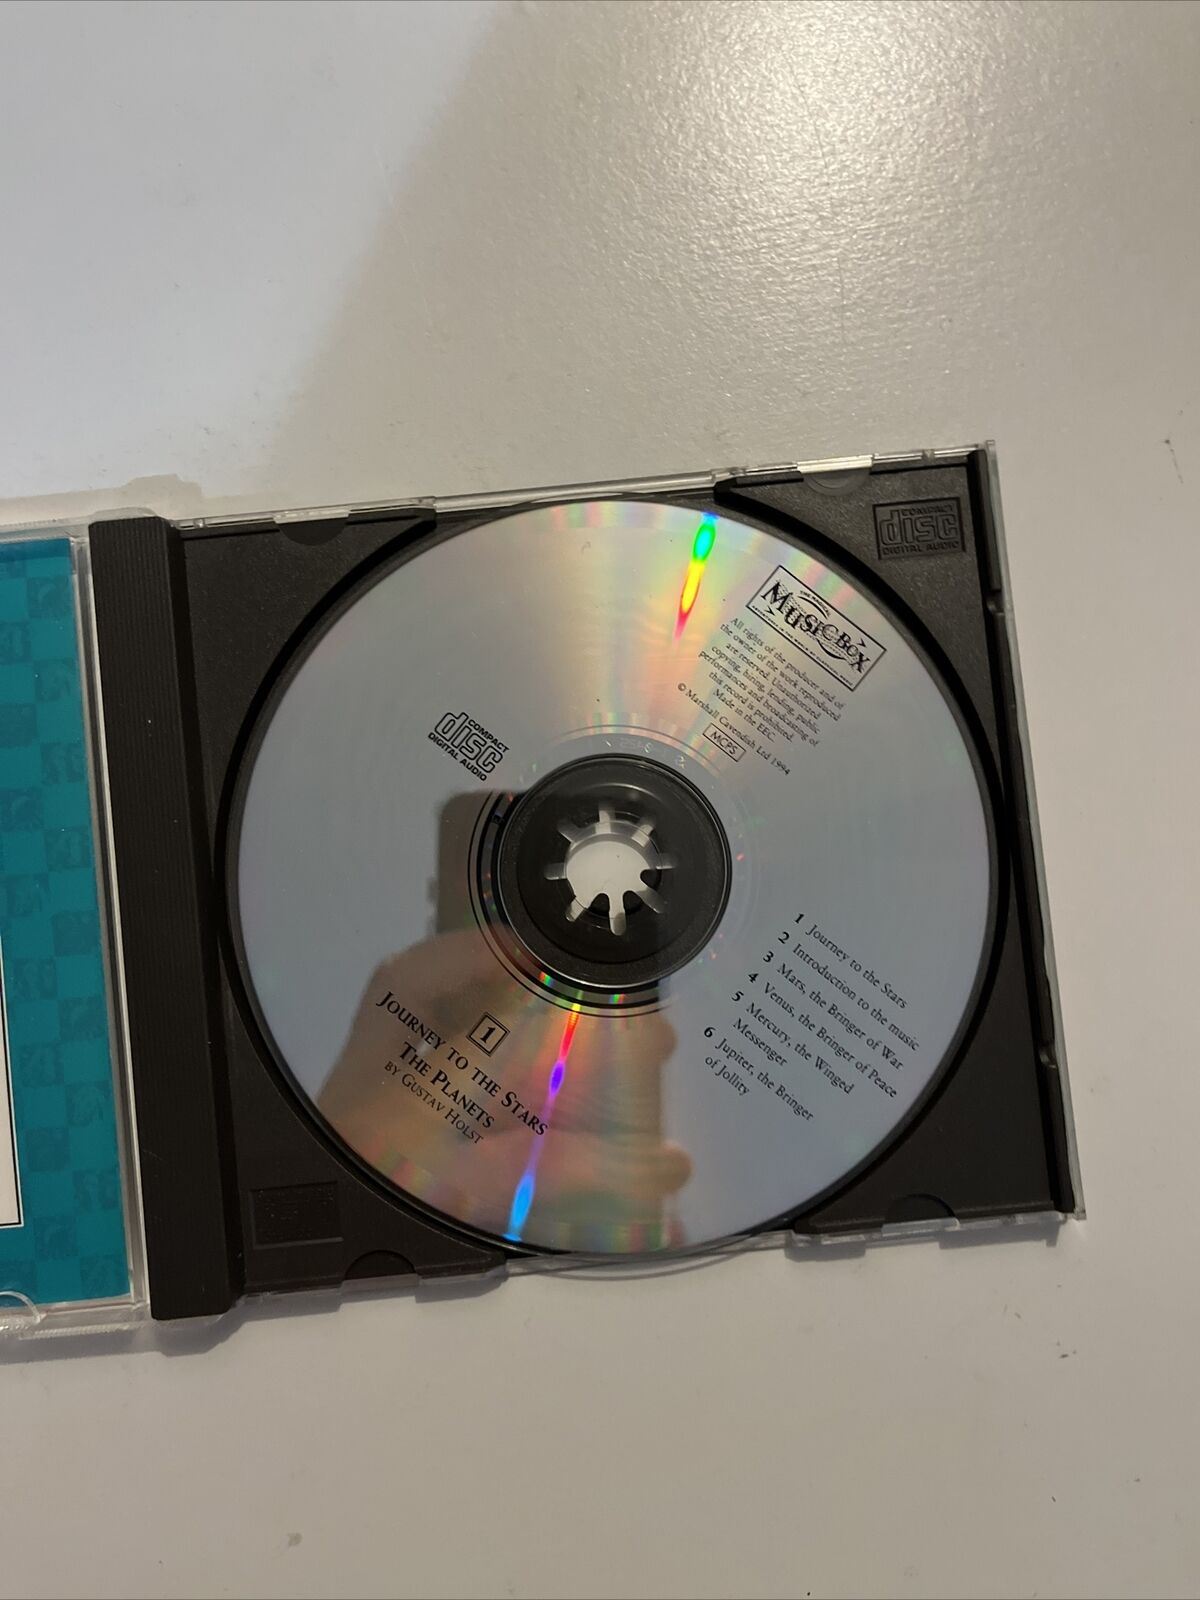 COMPACT
disc
DIGITAL AUDIO
THE MAGICAL
MUSIC BOX
All rights of the producer and of
the owner of the work reproduced
are reserved. Unauthorized
copying, hiring, lending, public
performances and broadcasting of
this record is prohibited.
Made in the EEC.
© Marshall Cavendish Ltd 1994
MCPS
COMPACT
disc
DIGITAL AUDIO
1 Journey to the Stars
2 Introduction to the music
3 Mars, the Bringer of War
4 Venus, the Bringer of Peace
5 Mercury, the Winged
Messenger
6 Jupiter, the Bringer
of Jollity
1
JOURNEY TO THE STARS
THE PLANETS
BY GUSTAV HOLST